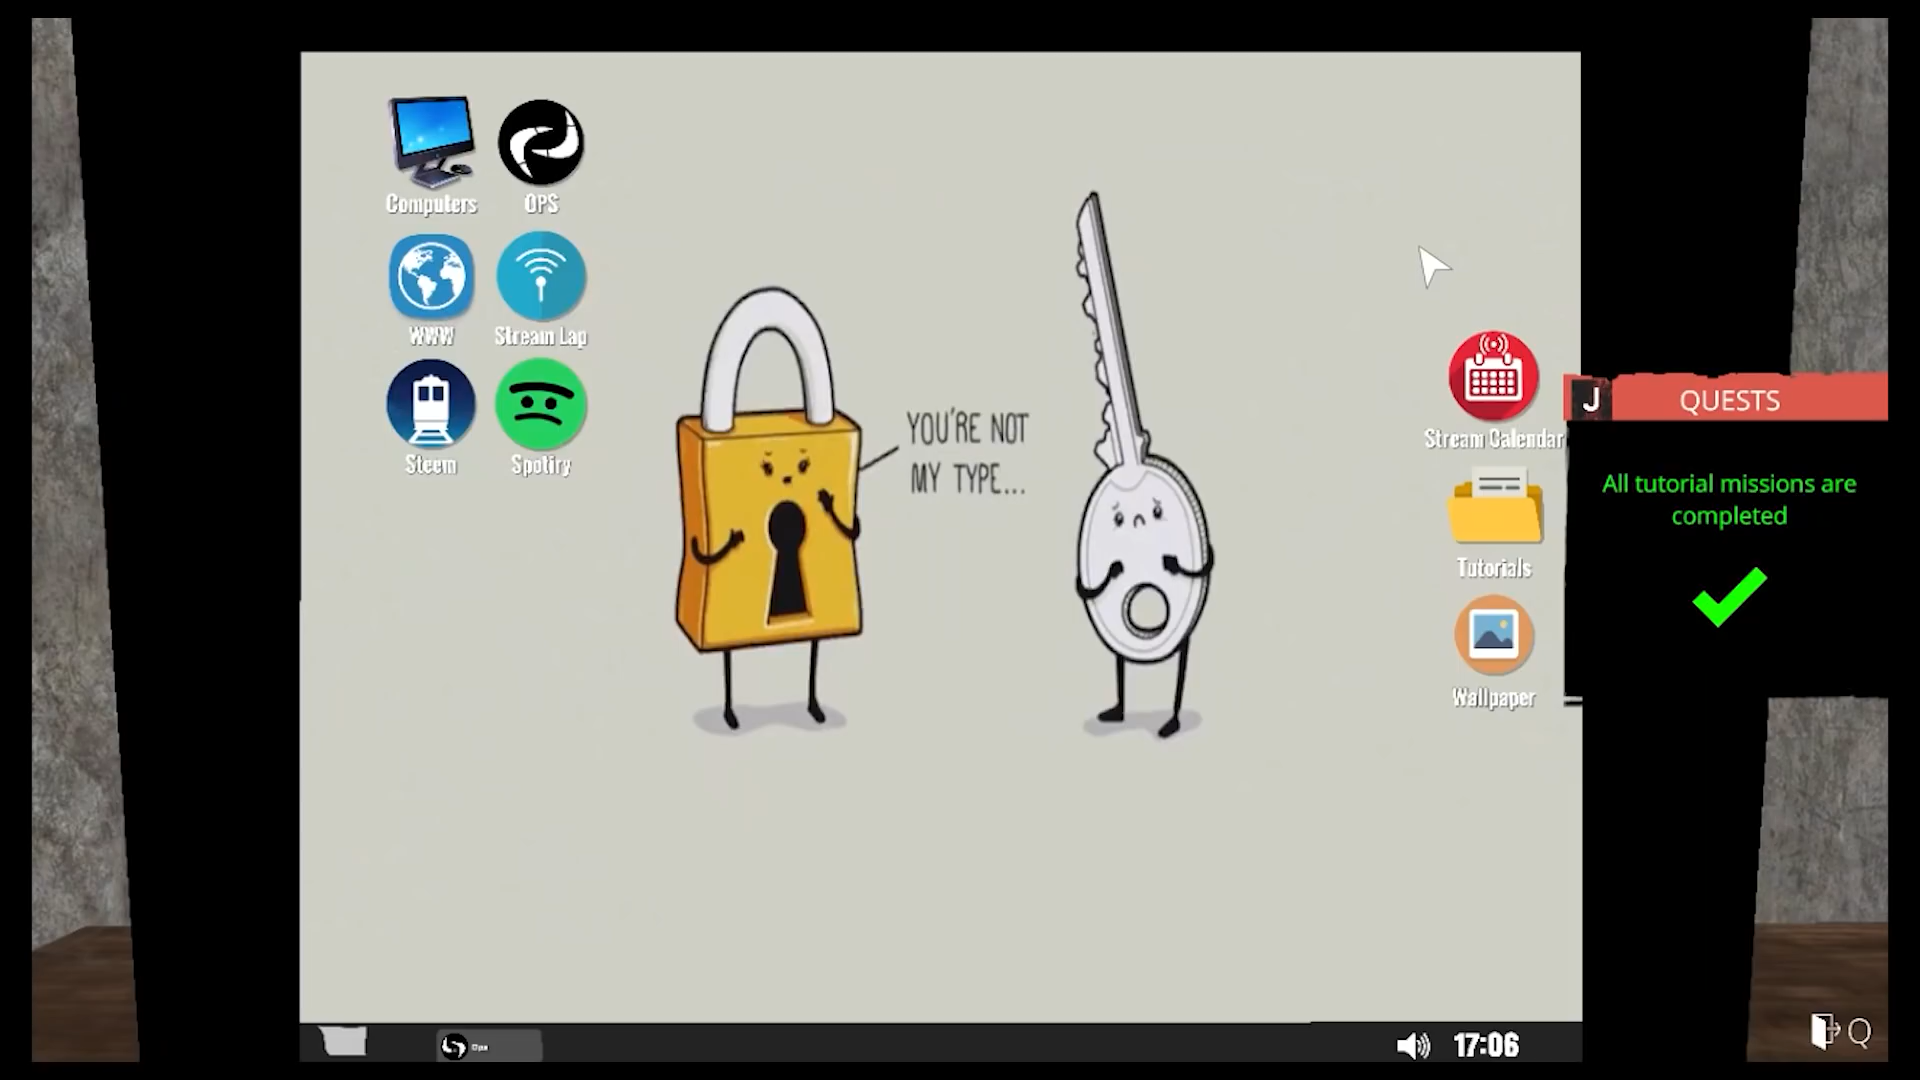 Computers
OPS
WWW
Stream Lap
Steem
Spotiry
YOU'RE NOT
MY TYPE...
Stream Calendar
Tutorials
Wallpaper
J
QUESTS
All tutorial missions are
completed
Ops
17:06
Q